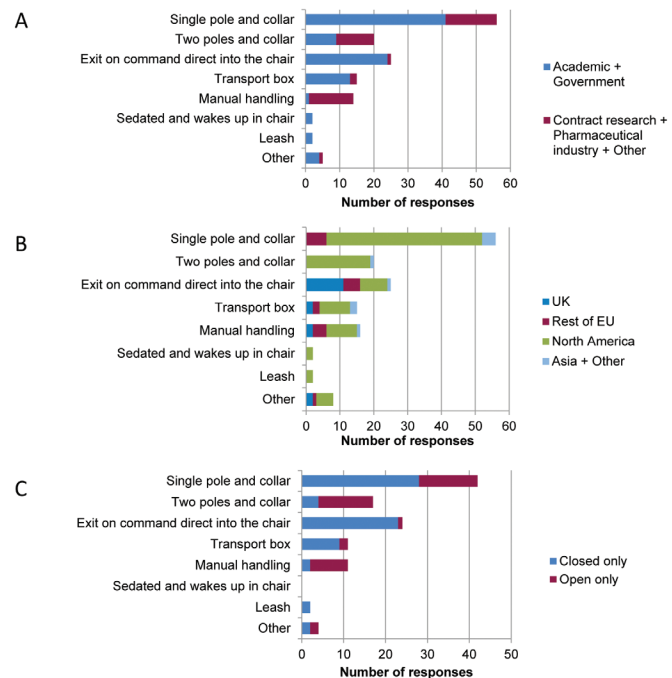 A
Single pole and collar
Two poles and collar
Exit on command direct into the chair
Transport box
Manual handling
Sedated and wakes up in chair
Leash
Other
0 10 20 30 40 50 60
Number of responses
Academic +
Government
Contract research +
Pharmaceutical
industry + Other
B
Single pole and collar
Two poles and collar
Exit on command direct into the chair
Transport box
Manual handling
Sedated and wakes up in chair
Leash
Other
0 10 20 30 40 50 60
Number of responses
UK
Rest of EU
North America
Asia + Other
C
Single pole and collar
Two poles and collar
Exit on command direct into the chair
Transport box
Manual handling
Sedated and wakes up in chair
Leash
Other
0 10 20 30 40 50
Number of responses
Closed only
Open only